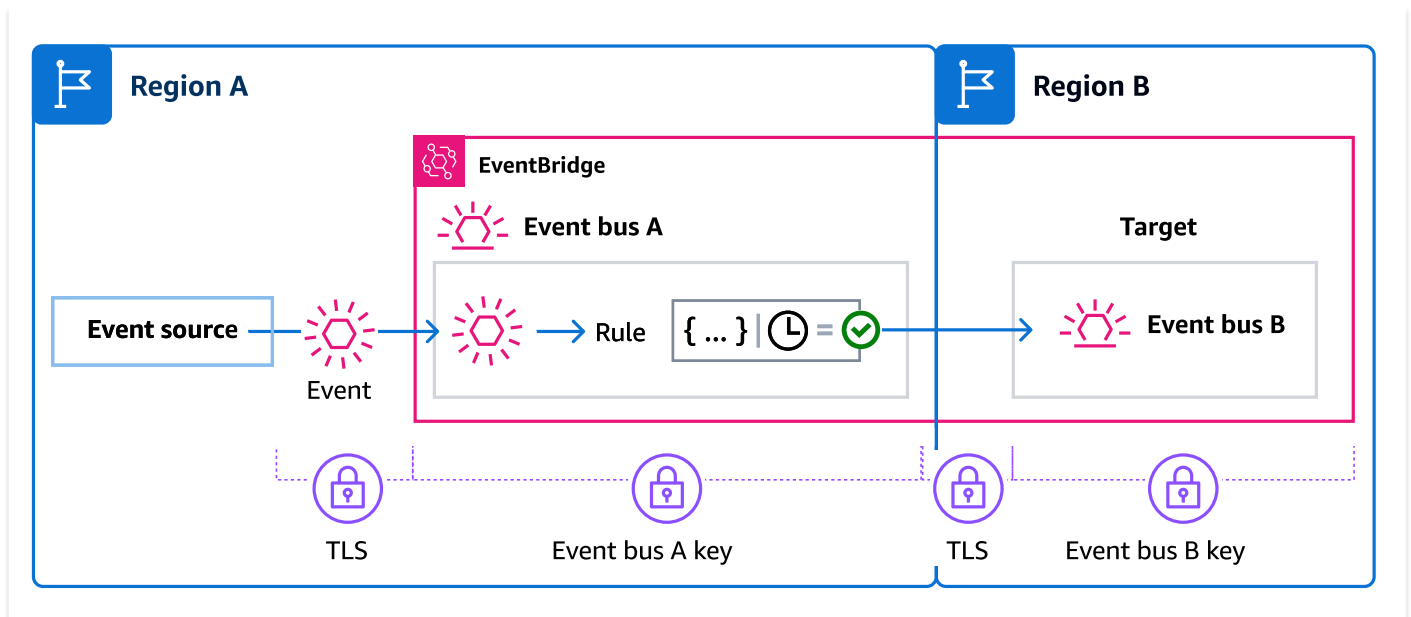 Region A
Region B
EventBridge
Event bus A
Target
Event source
Event
Rule
{ ... } | =
Event bus B
TLS
Event bus A key
TLS
Event bus B key